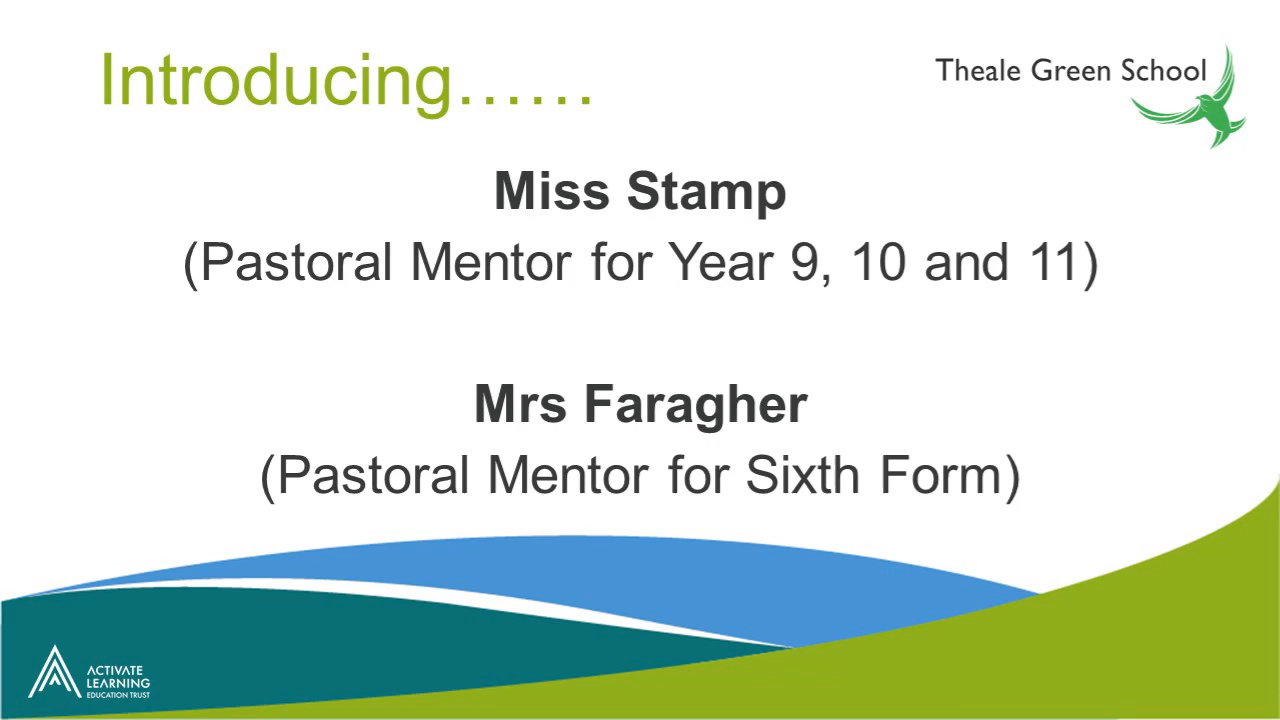 Introducing……
Theale Green School
Miss Stamp
(Pastoral Mentor for Year 9, 10 and 11)
Mrs Faragher
(Pastoral Mentor for Sixth Form)
ACTIVATE
LEARNING
EDUCATION TRUST